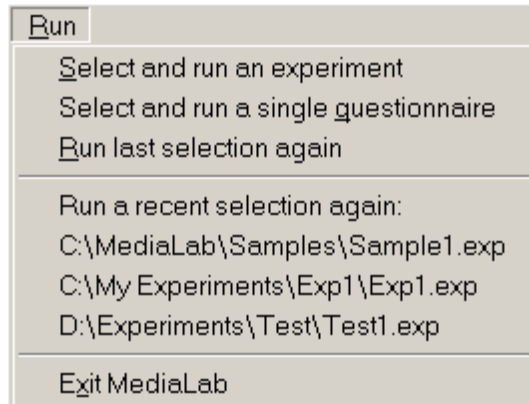 Run
Select and run an experiment
Select and run a single questionnaire
Run last selection again
Run a recent selection again:
C:\MediaLab\Samples\Sample1.exp
C:\My Experiments\Exp1\Exp1.exp
D:\Experiments\Test\Test1.exp
Exit MediaLab